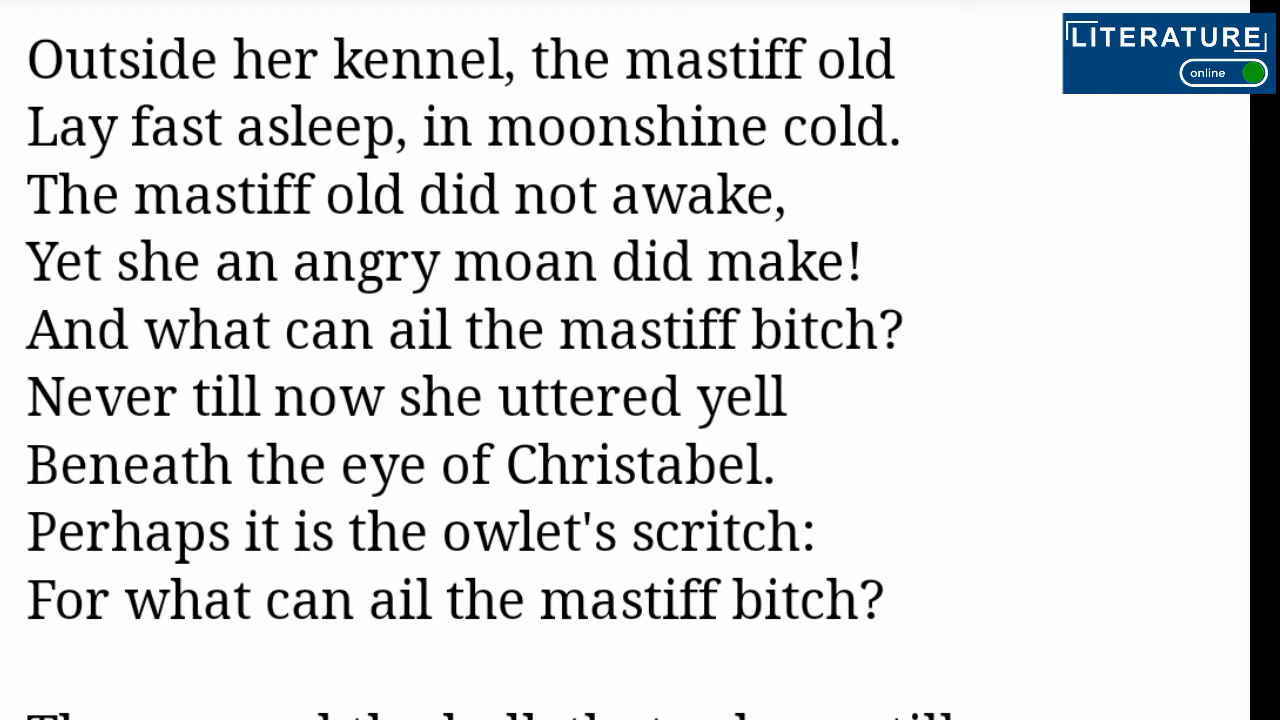 LITERATURE
online
Outside her kennel, the mastiff old
Lay fast asleep, in moonshine cold.
The mastiff old did not awake,
Yet she an angry moan did make!
And what can ail the mastiff bitch?
Never till now she uttered yell
Beneath the eye of Christabel.
Perhaps it is the owlet's scritch:
For what can ail the mastiff bitch?